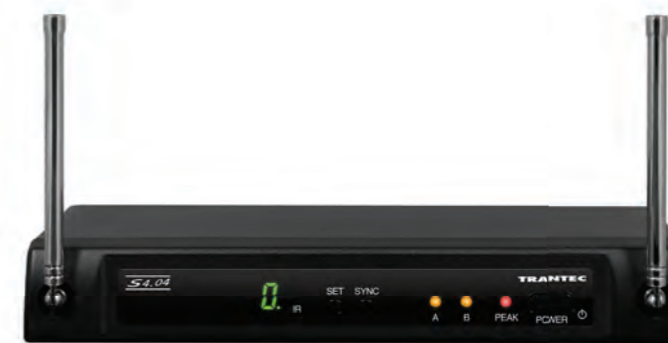 S4.04
TRANTEC
0.
IR
SET SYNC
A B PEAK POWER